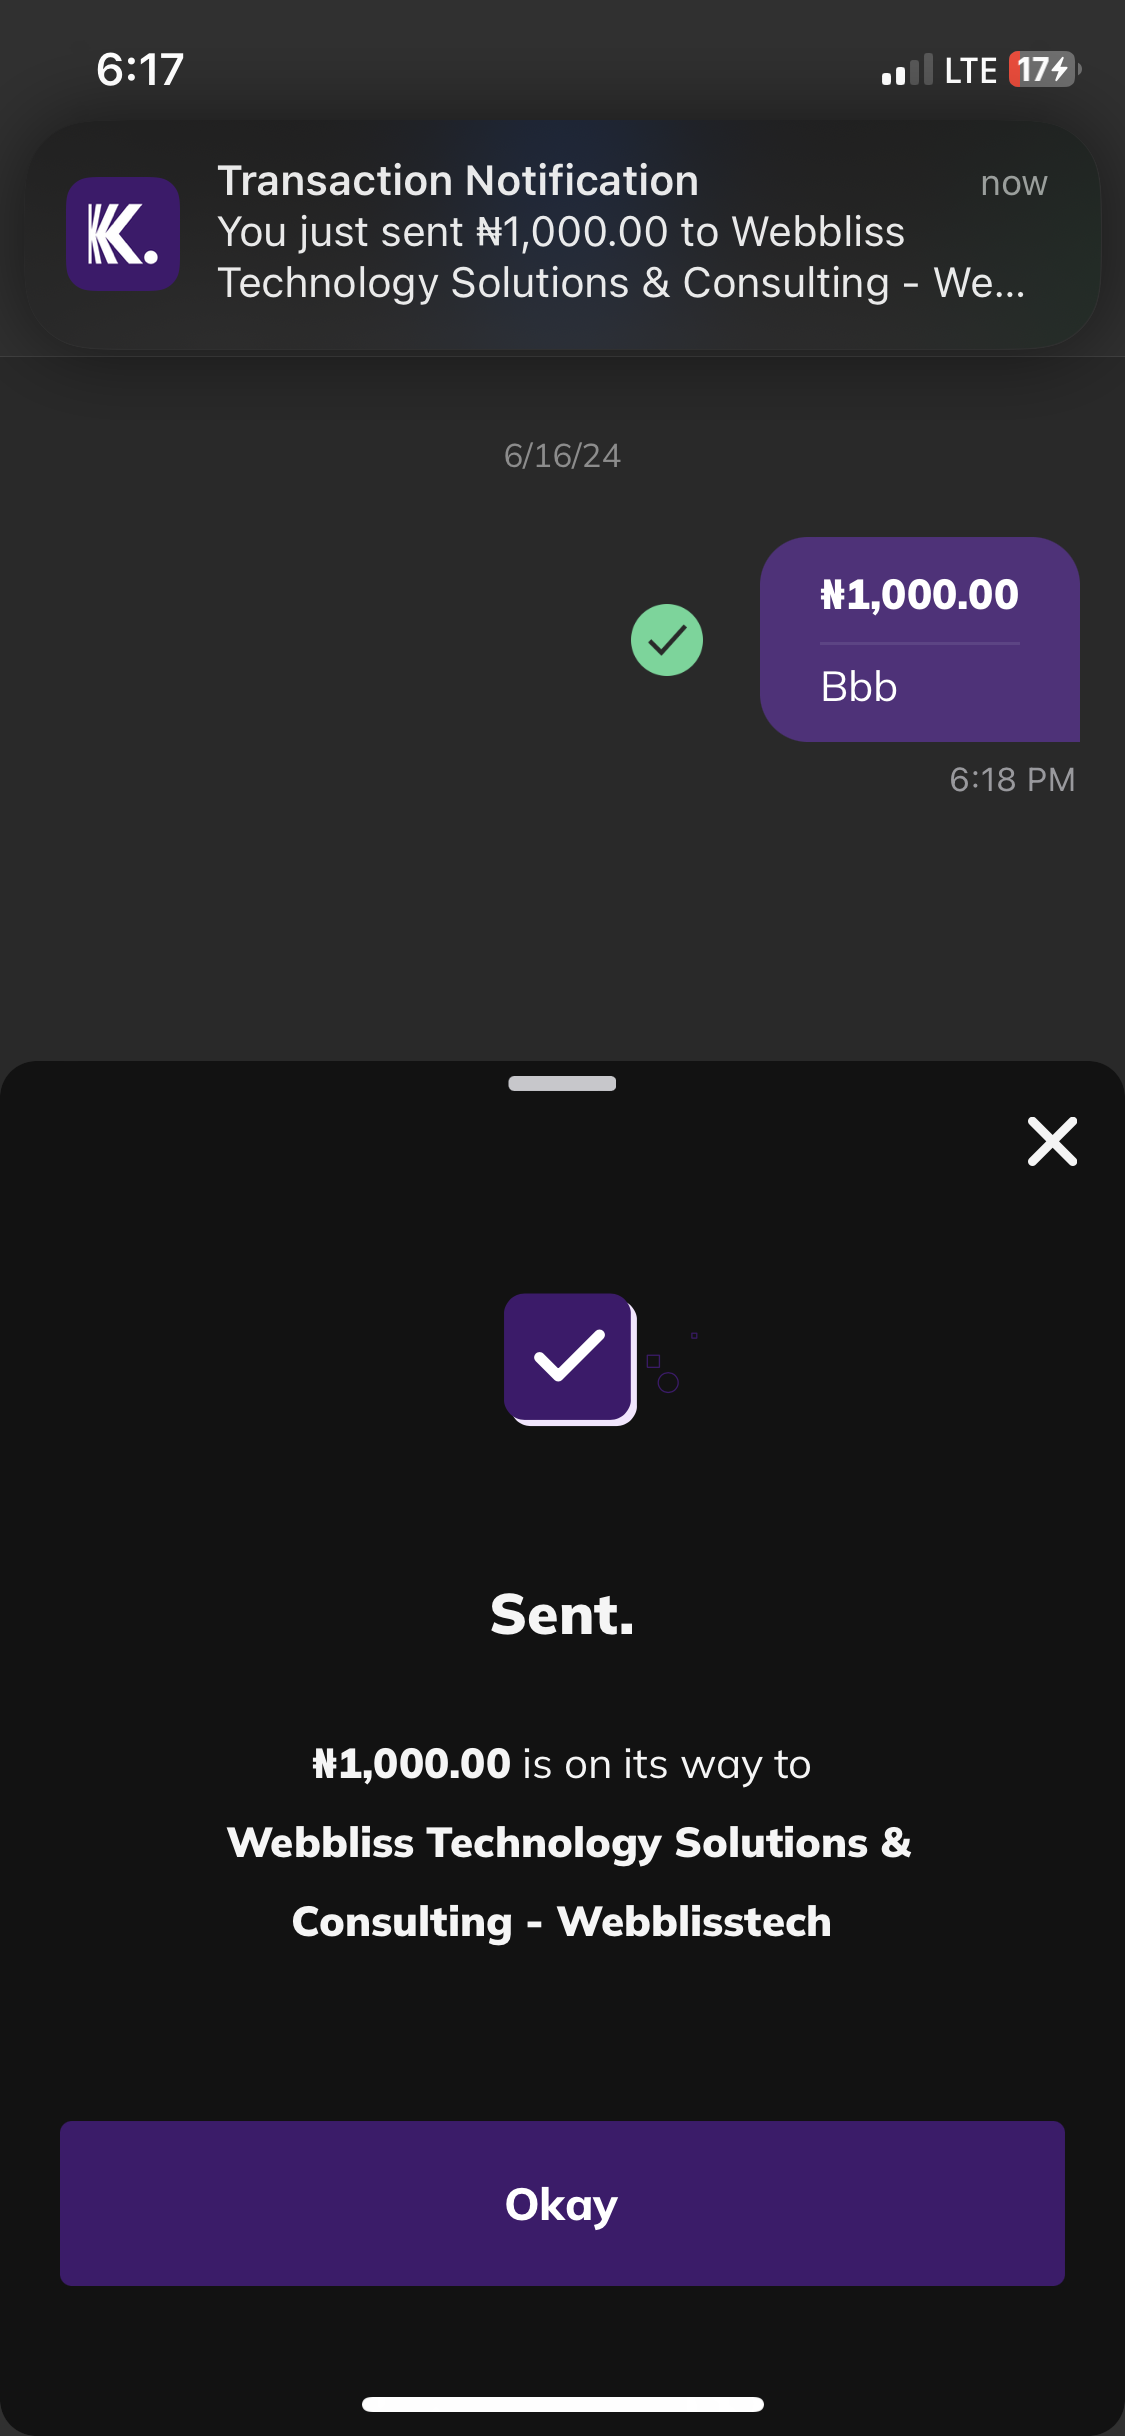 6:17
LTE
17
K.
Transaction Notification
now
You just sent ₦1,000.00 to Webbliss
Technology Solutions & Consulting - We...
6/16/24
₦1,000.00
Bbb
6:18 PM
Sent.
₦1,000.00 is on its way to
Webbliss Technology Solutions &
Consulting - Webblisstech
Okay